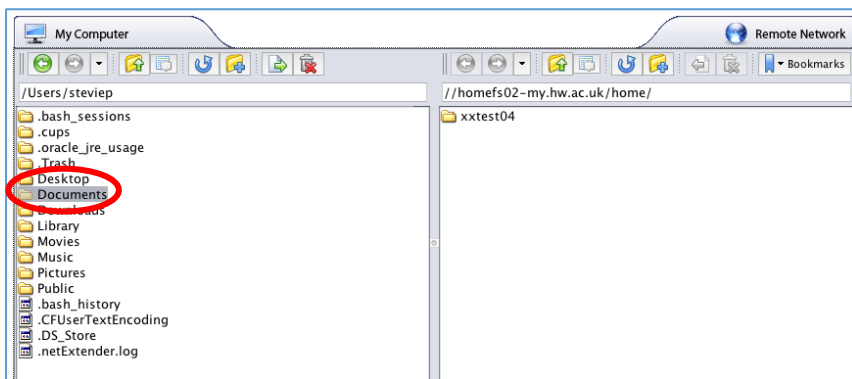 My Computer
Remote Network
Bookmarks
/Users/steviep
//homefs02-my.hw.ac.uk/home/
.bash_sessions
.cups
.oracle_jre_usage
.Trash
Desktop
Documents
Downloads
Library
Movies
Music
Pictures
Public
.bash_history
.CFUserTextEncoding
.DS_Store
.netExtender.log
xxtest04